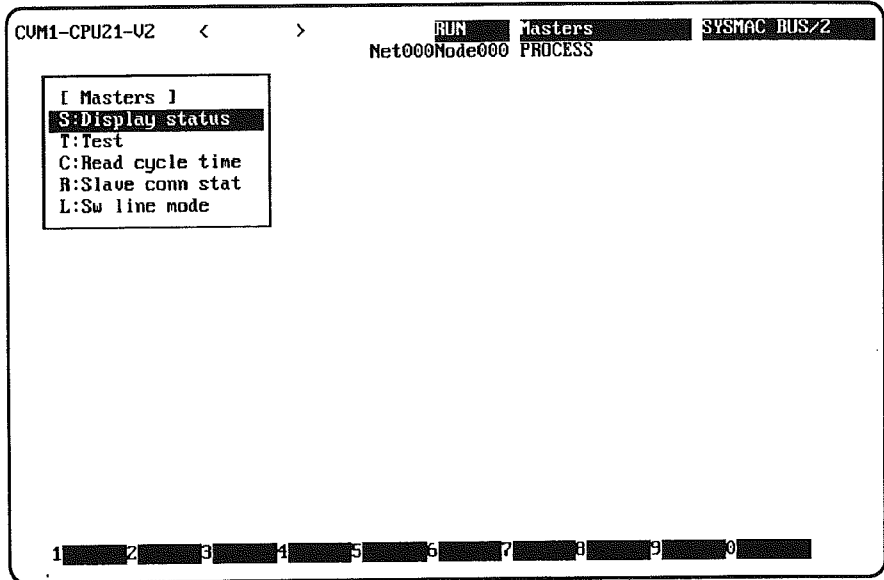 CVM1-CPU21-V2 < > RUN Masters SYSMAC BUS/2
Net000Node000 PROCESS
[ Masters ]
S:Display status
T:Test
C:Read cycle time
R:Slave conn stat
L:Sw line mode
1 2 3 4 5 6 7 8 9 0